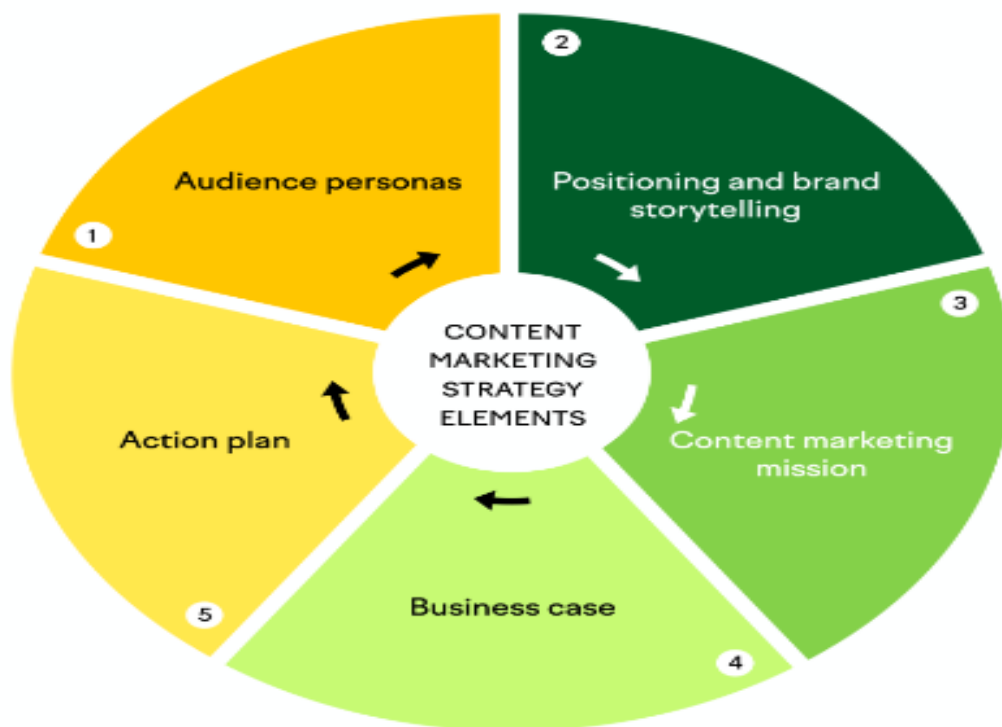 1
Audience personas
2
Positioning and brand
storytelling
3
Content marketing
mission
4
Business case
5
Action plan
CONTENT
MARKETING
STRATEGY
ELEMENTS